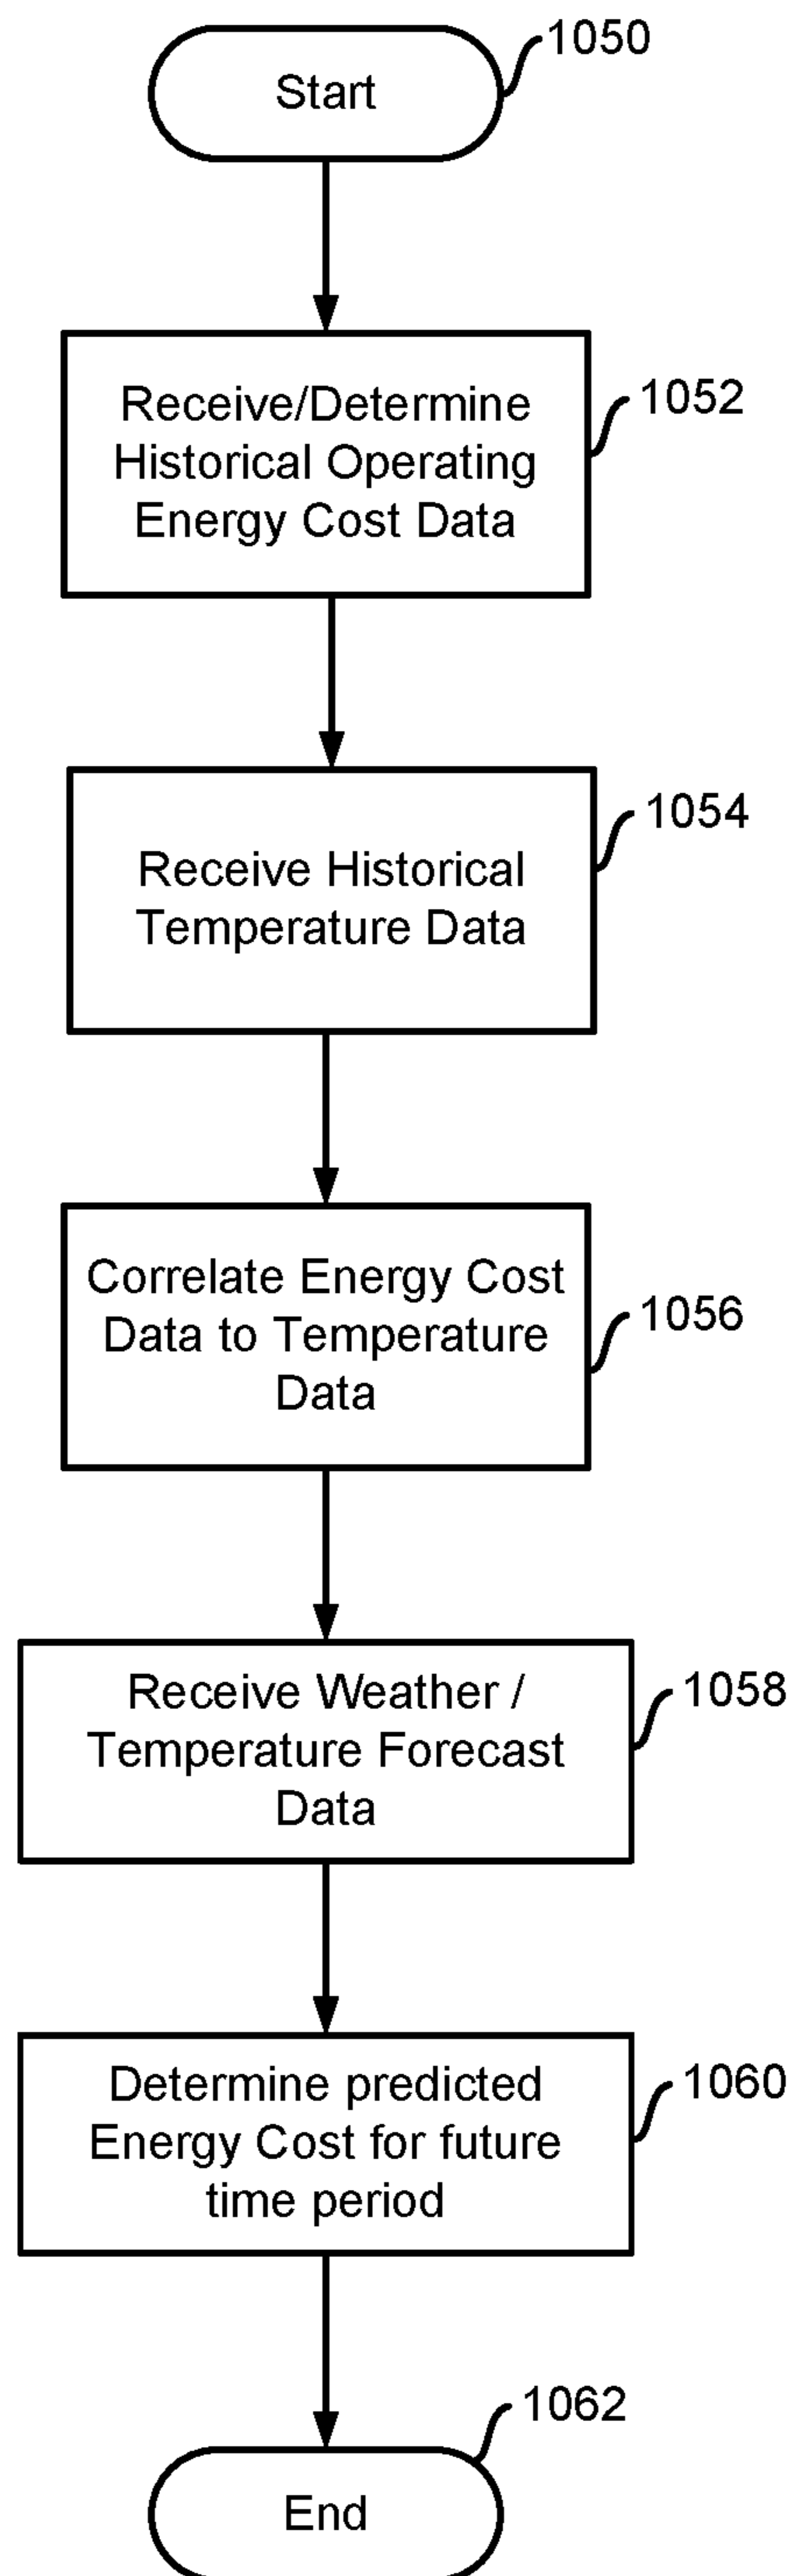 1050
Start
Receive/Determine
Historical Operating
Energy Cost Data
1052
Receive Historical
Temperature Data
1054
Correlate Energy Cost
Data to Temperature
Data
1056
Receive Weather /
Temperature Forecast
Data
1058
Determine predicted
Energy Cost for future
time period
1060
1062
End